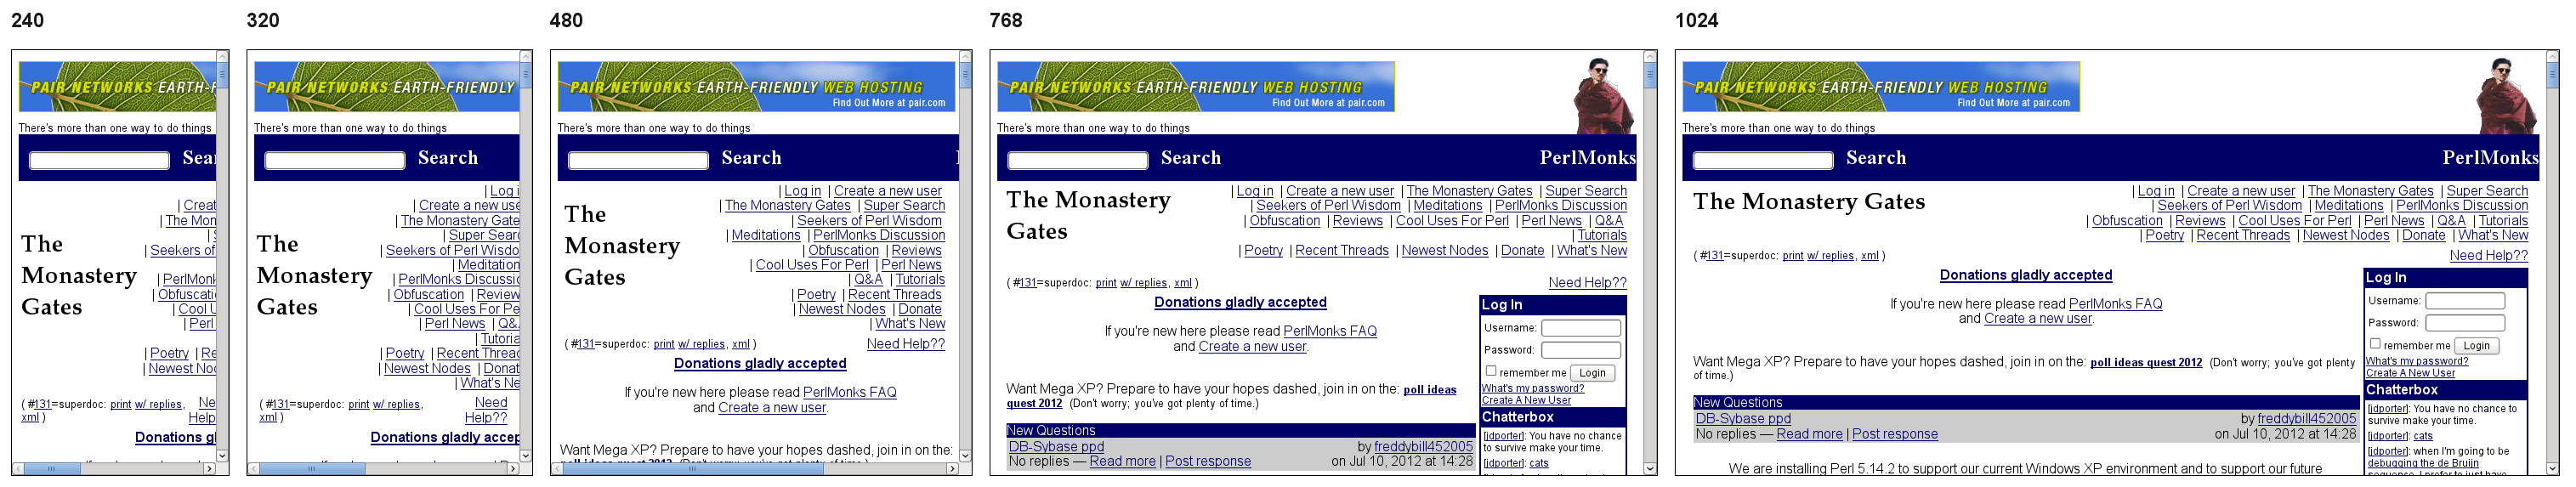 240
PAIR NETWORKS EARTH-F
There's more than one way to do things
Sear
| Creat
| The Mon
| Seekers of
The Monastery Gates
| PerlMonk
| Obfuscati
| Cool U
| Perl
| Poetry | Re
| Newest Noc
( #131=superdoc: print w/ replies, xml )
Nee
Help?
Donations gl
320
PAIR NETWORKS EARTH-FRIENDLY
There's more than one way to do things
Search
| Log i
| Create a new use
| The Monastery Gate
| Super Searc
| Seekers of Perl Wisdo
| Meditation
The Monastery Gates
| PerlMonks Discussio
| Obfuscation | Review
| Cool Uses For Pe
| Perl News | Q&
| Tutoria
| Poetry | Recent Threac
| Newest Nodes | Donat
| What's Ne
( #131=superdoc: print w/ replies, xml )
Need Help??
Donations gladly accep
480
PAIR NETWORKS EARTH-FRIENDLY WEB HOSTING
Find Out More at pair.com
There's more than one way to do things
Search
| Log in | Create a new user
| The Monastery Gates | Super Search
| Seekers of Perl Wisdom
| Meditations | PerlMonks Discussion
| Obfuscation | Reviews
| Cool Uses For Perl | Perl News
| Q&A | Tutorials
| Poetry | Recent Threads
| Newest Nodes | Donate
| What's New
The
Monastery
Gates
( #131=superdoc: print w/ replies, xml )
Need Help??
Donations gladly accepted
If you're new here please read PerlMonks FAQ
and Create a new user.
Want Mega XP? Prepare to have your hopes dashed, join in on the:
poll ideas quest 2012 (Don't worry; you've got plenty of time.)
768
PAIR NETWORKS EARTH-FRIENDLY WEB HOSTING
Find Out More at pair.com
There's more than one way to do things
Search
PerlMonks
The Monastery
Gates
| Log in | Create a new user | The Monastery Gates | Super Search
| Seekers of Perl Wisdom | Meditations | PerlMonks Discussion
| Obfuscation | Reviews | Cool Uses For Perl | Perl News | Q&A
| Tutorials
| Poetry | Recent Threads | Newest Nodes | Donate | What's New
( #131=superdoc: print w/ replies, xml )
Need Help??
Donations gladly accepted
If you're new here please read PerlMonks FAQ
and Create a new user.
Want Mega XP? Prepare to have your hopes dashed, join in on the: poll ideas
quest 2012 (Don't worry; you've got plenty of time.)
New Questions
DB-Sybase ppd
by freddybill452005
No replies — Read more | Post response
on Jul 10, 2012 at 14:28
Log In
Username:
Password:
remember me Login
What's my password?
Create A New User
Chatterbox
[jdporter]: You have no chance
to survive make your time.
[jdporter]: cats
1024
PAIR NETWORKS EARTH-FRIENDLY WEB HOSTING
Find Out More at pair.com
There's more than one way to do things
Search
PerlMonks
The Monastery Gates
| Log in | Create a new user | The Monastery Gates | Super Search
| Seekers of Perl Wisdom | Meditations | PerlMonks Discussion
| Obfuscation | Reviews | Cool Uses For Perl | Perl News | Q&A | Tutorials
| Poetry | Recent Threads | Newest Nodes | Donate | What's New
( #131=superdoc: print w/ replies, xml )
Need Help??
Donations gladly accepted
If you're new here please read PerlMonks FAQ
and Create a new user.
Want Mega XP? Prepare to have your hopes dashed, join in on the: poll ideas quest 2012 (Don't worry; you've got plenty
of time.)
New Questions
DB-Sybase ppd
by freddybill452005
No replies — Read more | Post response
on Jul 10, 2012 at 14:28
We are installing Perl 5.14.2 to support our current Windows XP environment and to support our future
Log In
Username:
Password:
remember me Login
What's my password?
Create A New User
Chatterbox
[jdporter]: You have no chance to
survive make your time.
[jdporter]: cats
[jdporter]: when I'm going to be
debugging the de Bruijn
sequence, I prefer to just have